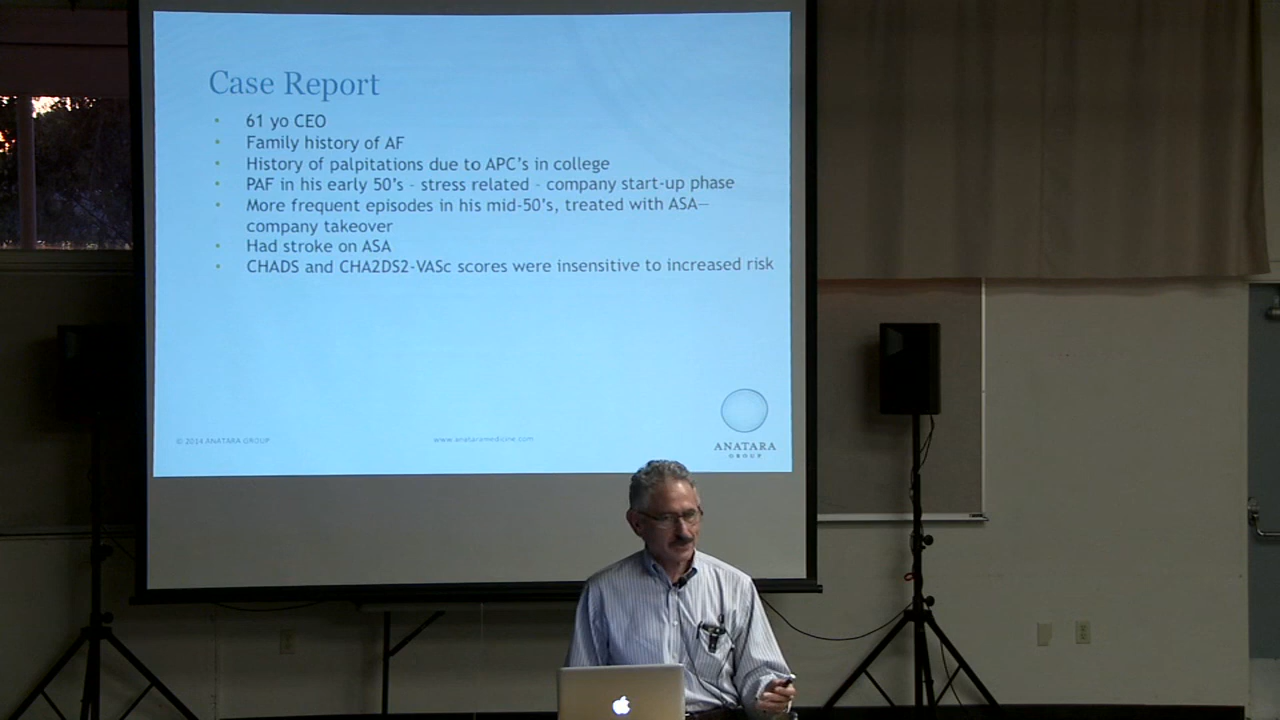 Case Report
• 61 yo CEO
• Family history of AF
• History of palpitations due to APC's in college
• PAF in his early 50's - stress related - company start-up phase
• More frequent episodes in his mid-50's, treated with ASA—
company takeover
• Had stroke on ASA
• CHADS and CHA2DS2-VASc scores were insensitive to increased risk
© 2014 ANATARA GROUP
www.anataramedicine.com
ANATARA
GROUP